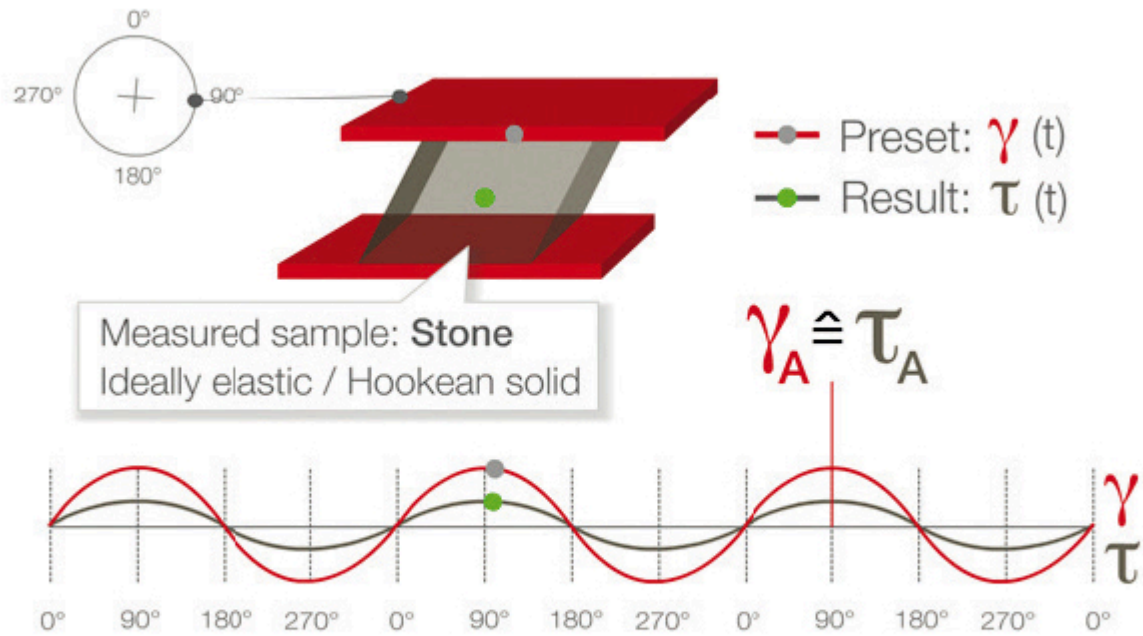 0°
270° 90°
180°
Preset: γ (t)
Result: τ (t)
Measured sample: Stone
Ideally elastic / Hookean solid
γA ≙ τA
γ
τ
0° 90° 180° 270° 0° 90° 180° 270° 0° 90° 180° 270° 0°